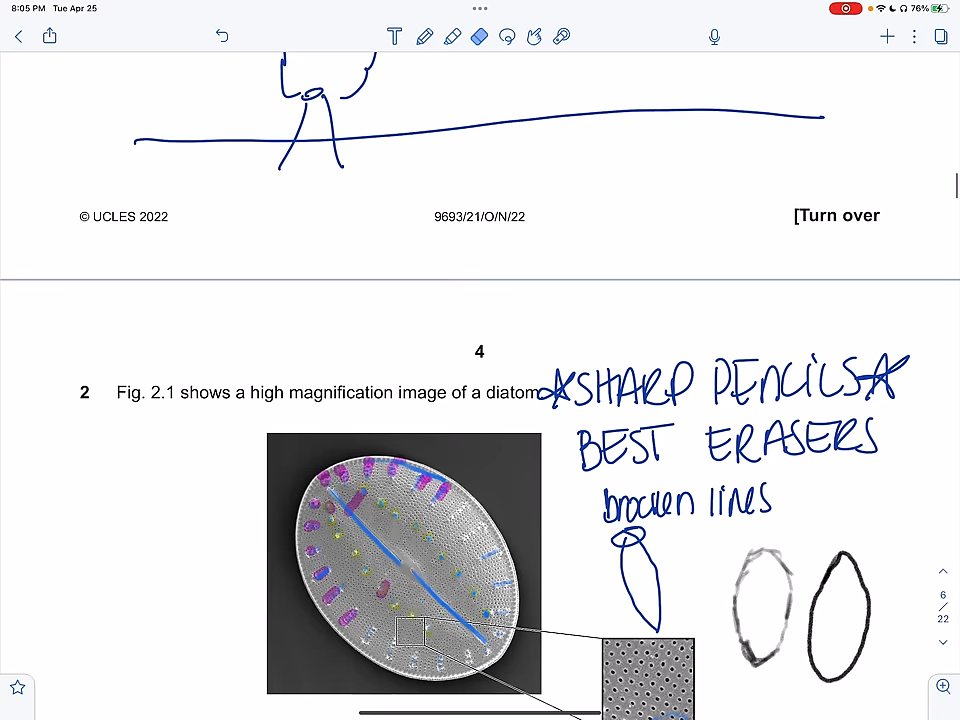 8:05 PM Tue Apr 25
76%
© UCLES 2022
9693/21/O/N/22
[Turn over
4
2 Fig. 2.1 shows a high magnification image of a diatom
SHARP PENCILS
BEST ERASERS
brocken lines
6
/
22